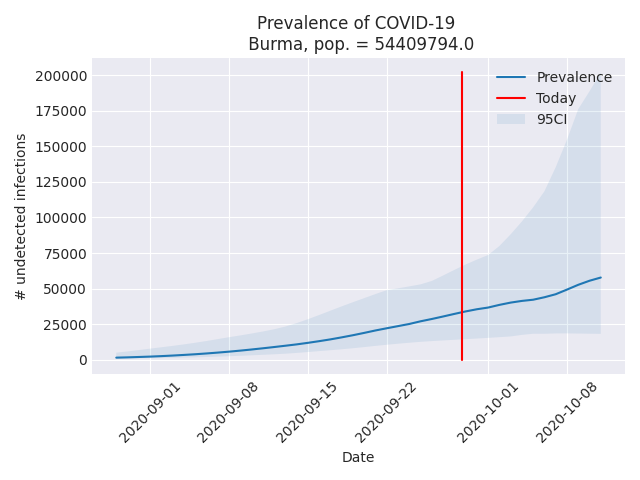 Prevalence of COVID-19
Burma, pop. = 54409794.0
Prevalence
Today
95CI
200000
175000
150000
125000
100000
75000
50000
25000
0
# undetected infections
2020-09-01
2020-09-08
2020-09-15
2020-09-22
2020-10-01
2020-10-08
Date